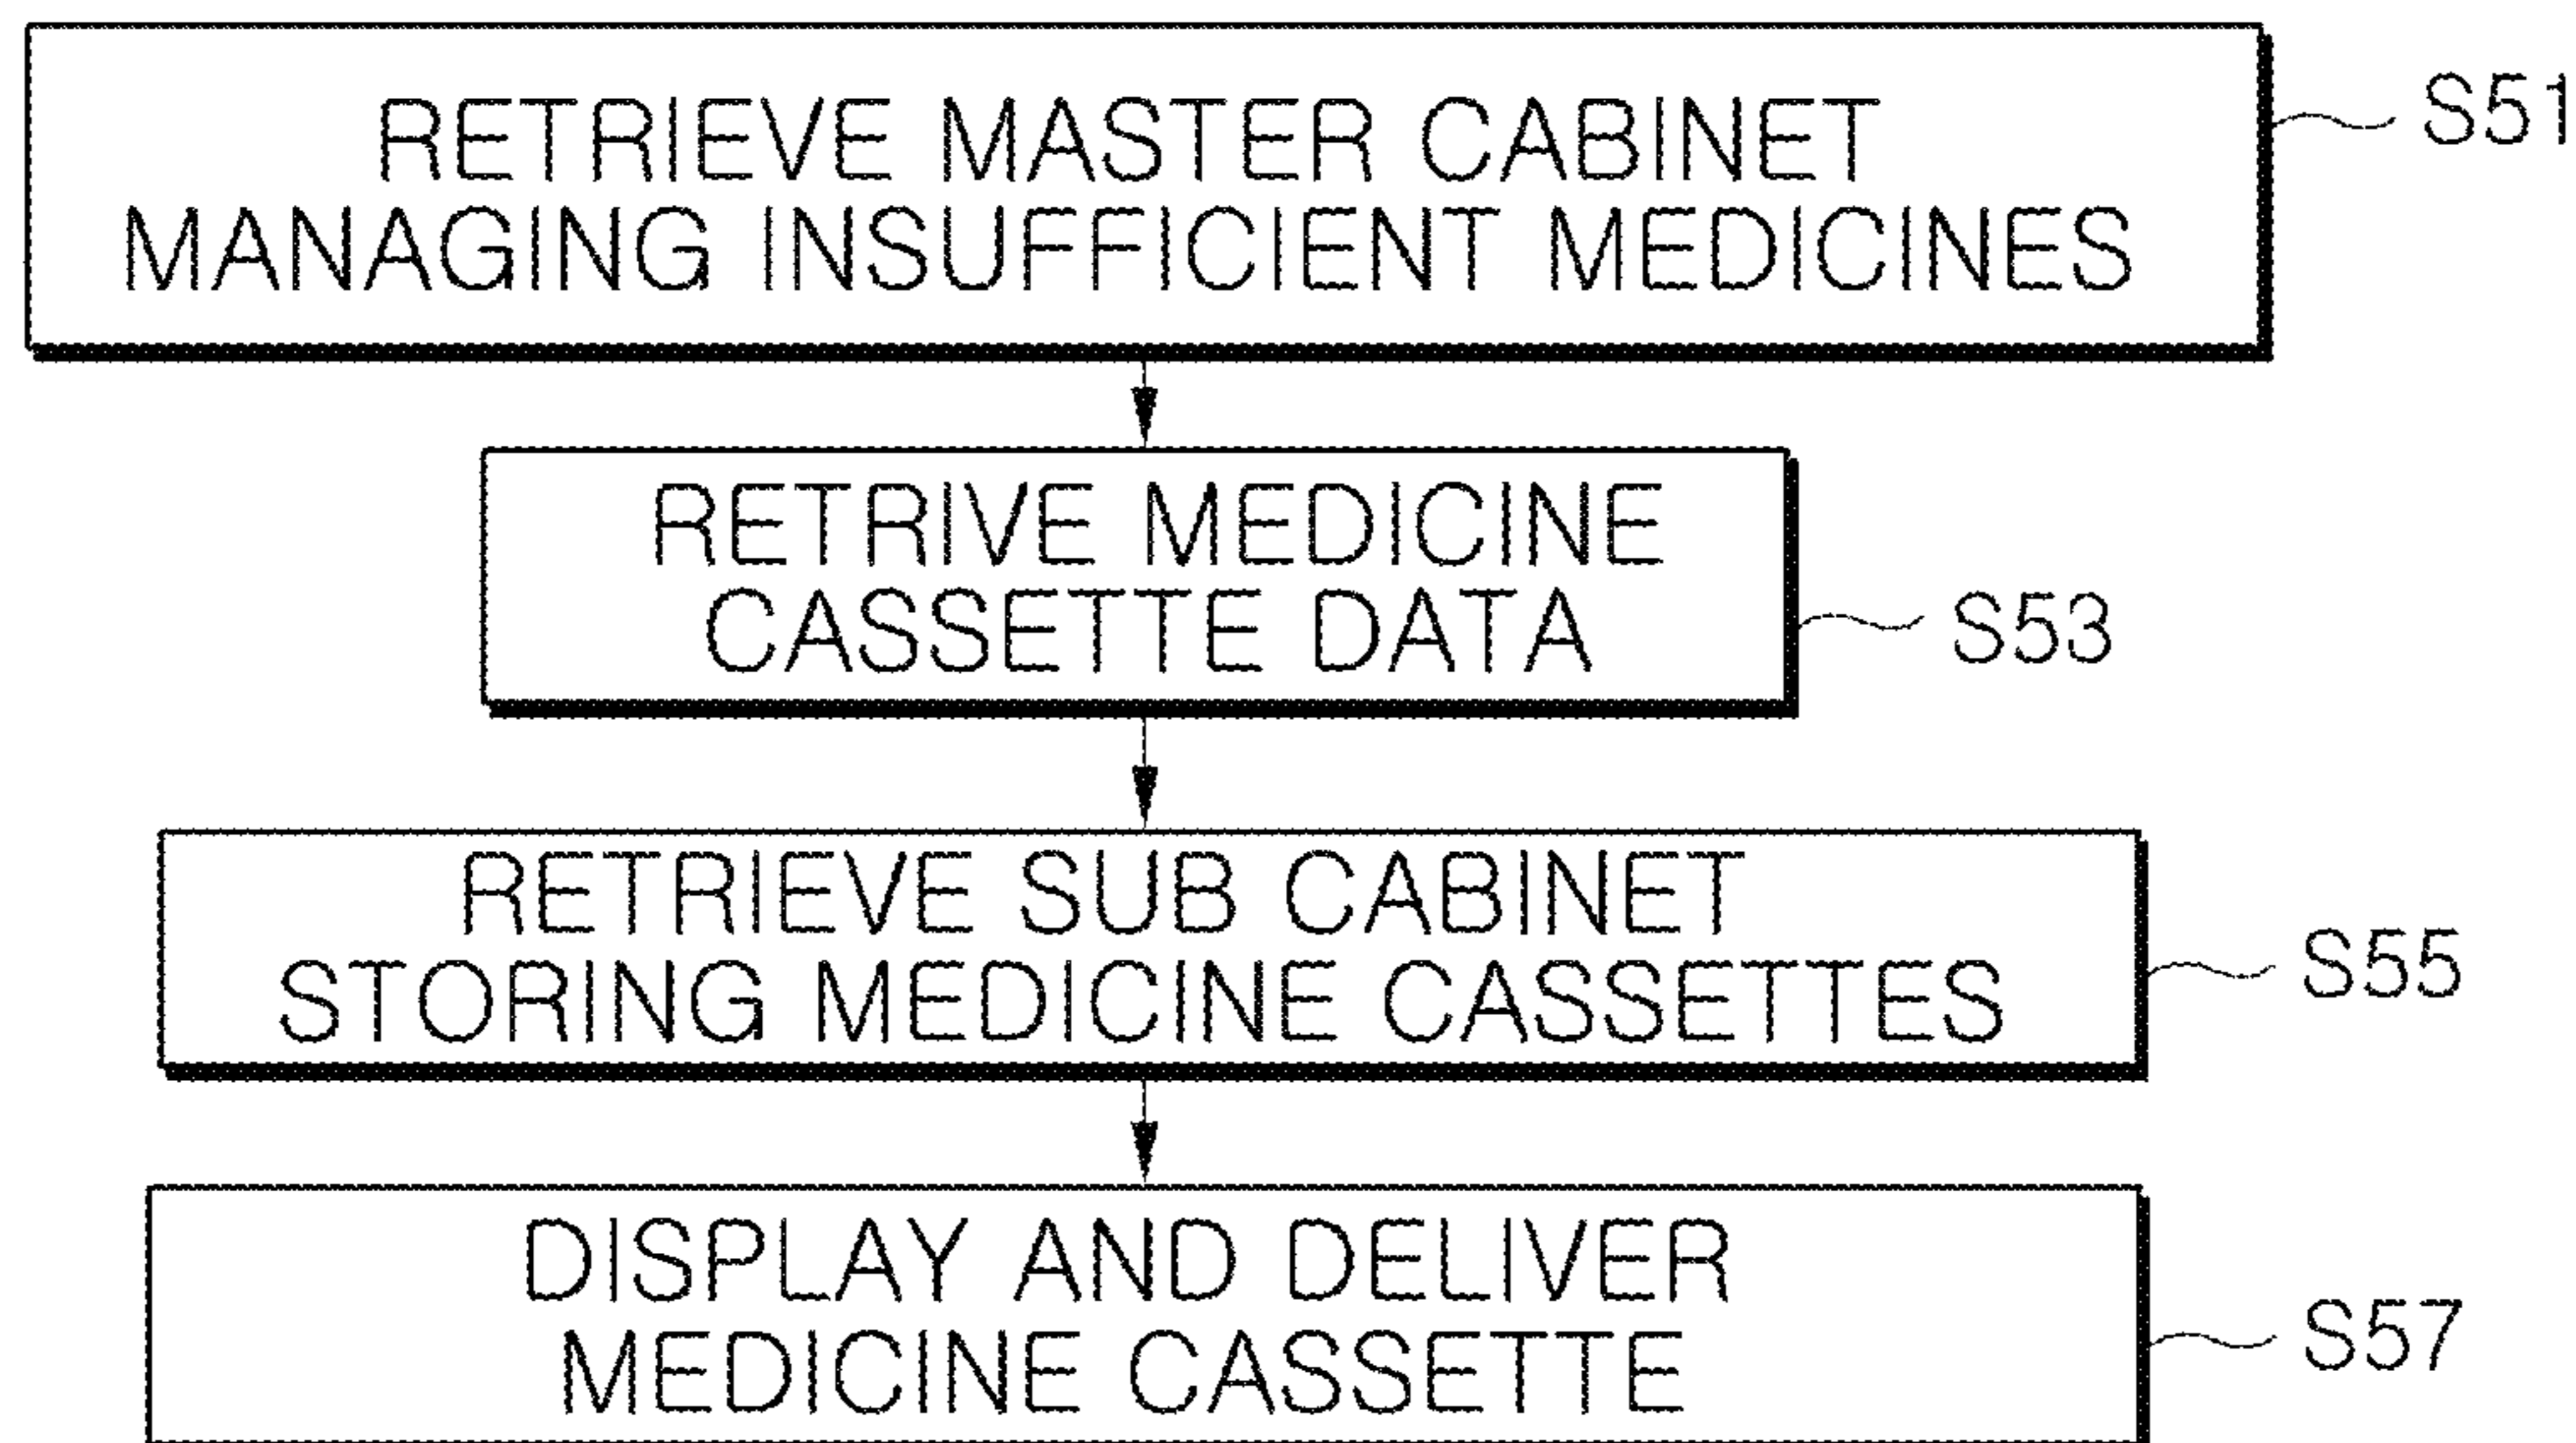 RETRIEVE MASTER CABINET
MANAGING INSUFFICIENT MEDICINES
S51
RETRIVE MEDICINE
CASSETTE DATA
S53
RETRIEVE SUB CABINET
STORING MEDICINE CASSETTES
S55
DISPLAY AND DELIVER
MEDICINE CASSETTE
S57